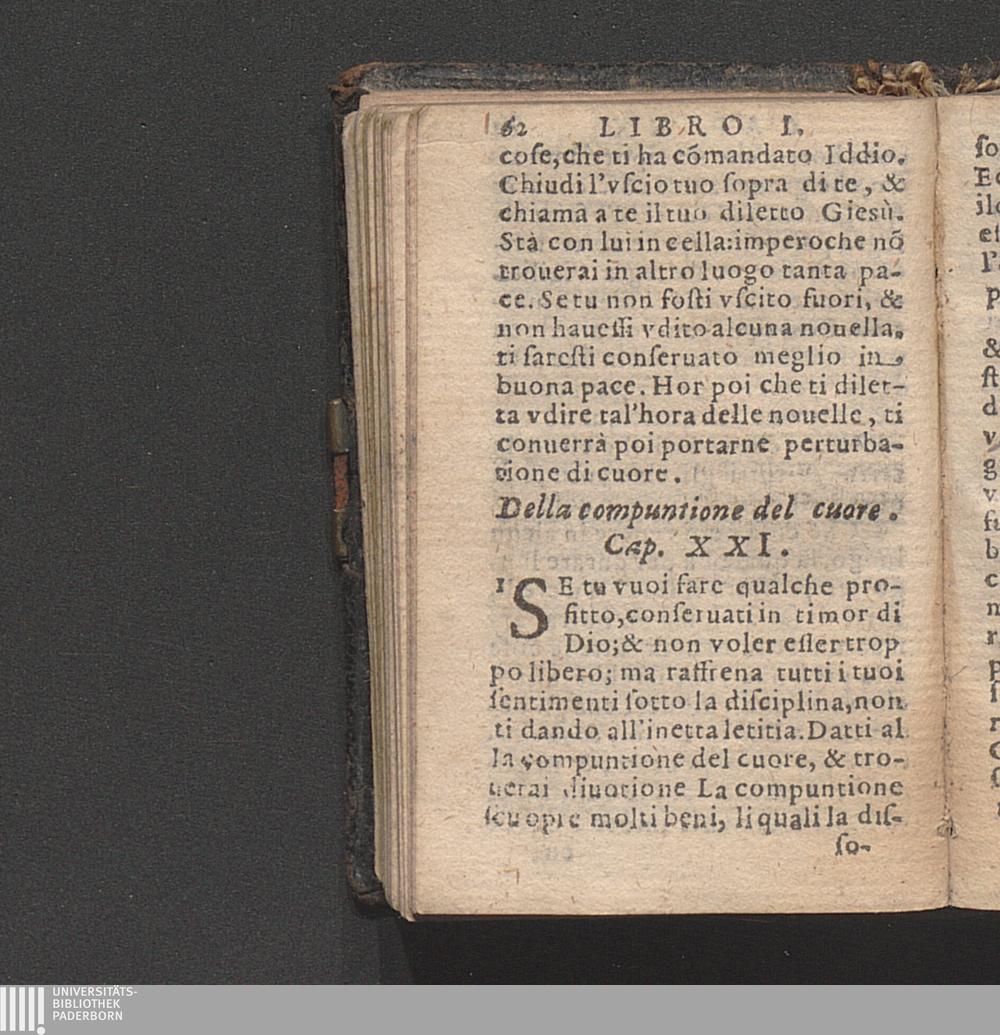 62 LIBRO I.
coſe, che ti ha cómandato Iddio.
Chiudi l'vſcio tuo ſopra di te, &
chiama a te il tuo diletto Giesù.
Stà con lui in cella: imperoche nõ
trouerai in altro luogo tanta pa-
ce. Se tu non foſti vſcito fuori, &
non haueſſi vdito alcuna nouella,
ti ſareſti conſeruato meglio in
buona pace. Hor poi che ti dilet-
ta vdire tal'hora delle nouelle, ti
conuerrà poi portarne perturba-
tione di cuore.
Della compuntione del cuore.
Cap. XXI.
1 SE tu vuoi fare qualche pro-
fitto, conſeruati in timor di
Dio; & non voler eſſer trop
po libero; ma raffrena tutti i tuoi
ſentimenti ſotto la diſciplina, non
ti dando all'inetta letitia. Datti al
la compuntione del cuore, & tro-
uerai diuotione La compuntione
ſcuopre molti beni, li quali la diſ-
ſo-
UNIVERSITÄTS-
BIBLIOTHEK
PADERBORN